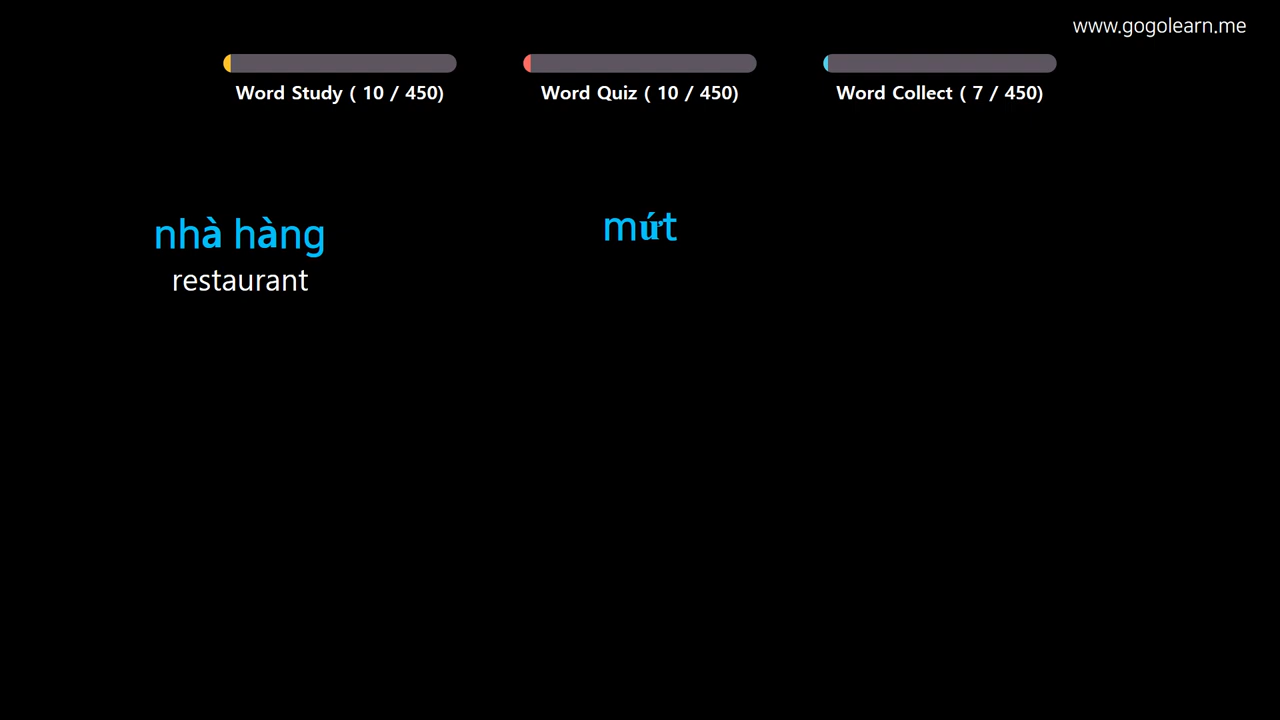 www.gogolearn.me
Word Study ( 10 / 450)
Word Quiz ( 10 / 450)
Word Collect ( 7 / 450)
nhà hàng
restaurant
mứt